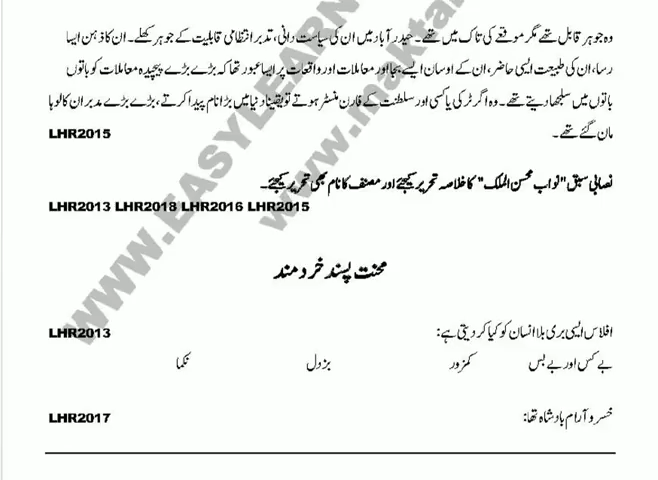 وہ جوہر قابل تھے مگر موقعے کی تاک میں تھے۔ حیدر آباد میں ان کی سیاست دانی، تدبر انتظامی قابلیت کے جوہر کھلے۔ ان کا ذہن ایسا
رسا، ان کی طبیعت ایسی حاضر، ان کے اوسان ایسے بجا اور معاملات اور واقعات پر ایسا عبور تھا کہ بڑے بڑے پیچیدہ معاملات کو باتوں
باتوں میں سلجھا دیتے تھے۔ وہ اگر ٹرکی یا کسی اور سلطنت کے فارن منسٹر ہوتے تو یقیناً دنیا میں بڑا نام پیدا کرتے، بڑے بڑے مدبر ان کا لوہا
مان گئے تھے۔ LHR2015
نصابی سبق "نواب محسن الملک" کا خلاصہ تحریر کیجئے اور مصنف کا نام بھی تحریر کیجئے۔
LHR2013 LHR2018 LHR2016 LHR2015
محنت پسند خردمند
افلاس ایسی بری بلا انسان کو کیا کر دیتی ہے: LHR2013
بے کس اور بے بس کمزور بزدل نکما
خسرو آرام بادشاہ تھا: LHR2017
WWW.EASYLEARN
www.makta